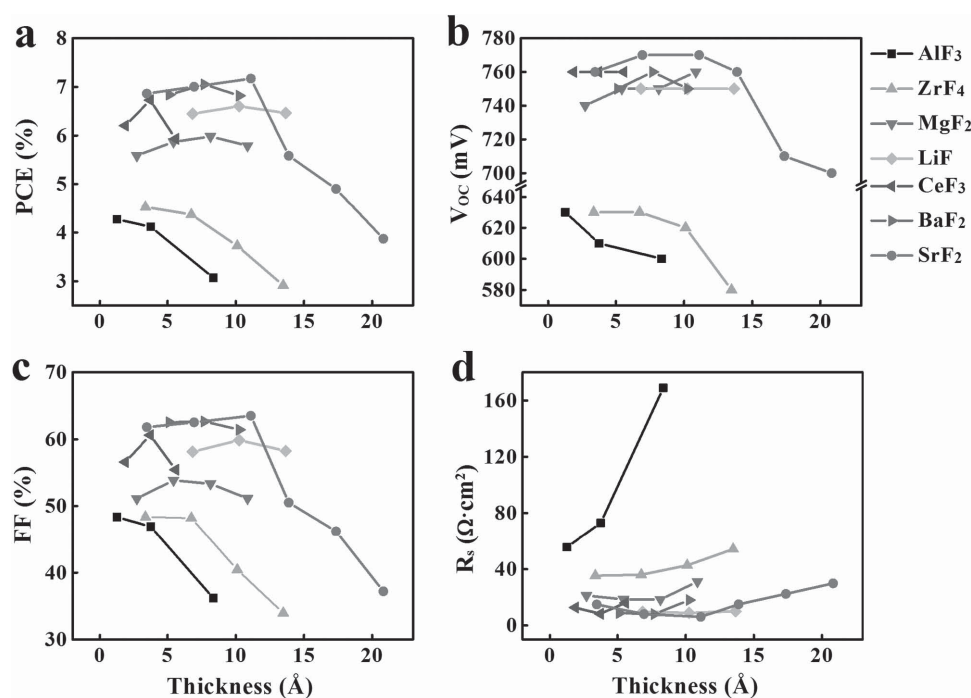 a
8
7
6
5
4
3
PCE (%)
0 5 10 15 20
b
780
760
740
720
700
620
600
580
V_OC (mV)
0 5 10 15 20
AlF₃
ZrF₄
MgF₂
LiF
CeF₃
BaF₂
SrF₂
c
70
60
50
40
30
FF (%)
0 5 10 15 20
Thickness (Å)
d
160
120
80
40
0
R_s (Ω·cm²)
0 5 10 15 20
Thickness (Å)